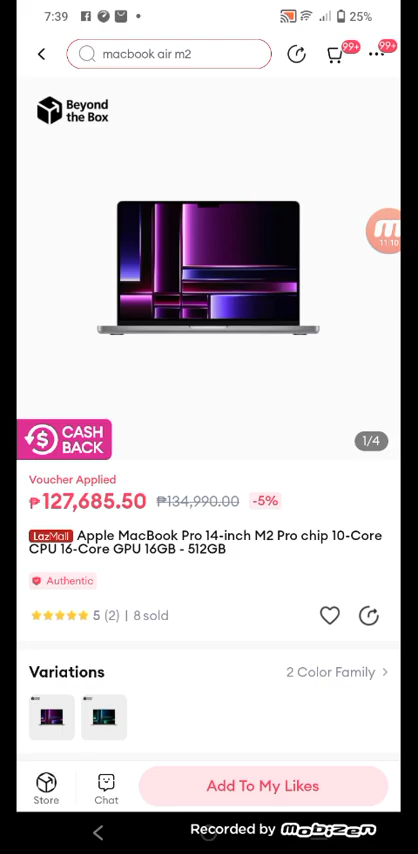 7:39
25%
macbook air m2
99+
99+
Beyond
the Box
11:10
CASH
BACK
1/4
Voucher Applied
₱127,685.50 ₱134,990.00 -5%
LazMall Apple MacBook Pro 14-inch M2 Pro chip 10-Core
CPU 16-Core GPU 16GB - 512GB
Authentic
5 (2) | 8 sold
Variations
2 Color Family >
Store
Chat
Add To My Likes
Recorded by Mobizen